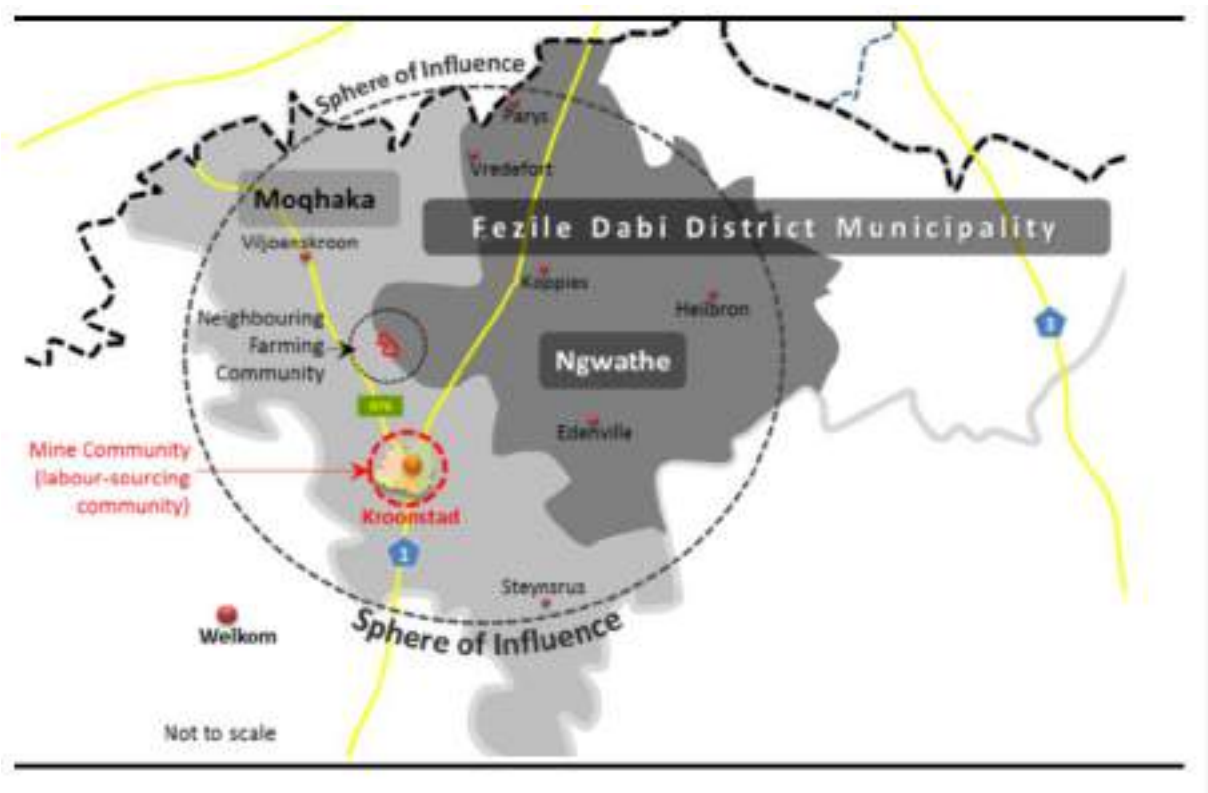 Sphere of Influence
Parys
Vredefort
Moqhaka
Fezile Dabi District Municipality
Viljoenskroon
Koppies
Heilbron
Neighbouring
Farming
Community
3
Ngwathe
Edenville
Mine Community
(labour-sourcing
community)
Kroonstad
1
Steynsrus
Sphere of Influence
Welkom
Not to scale